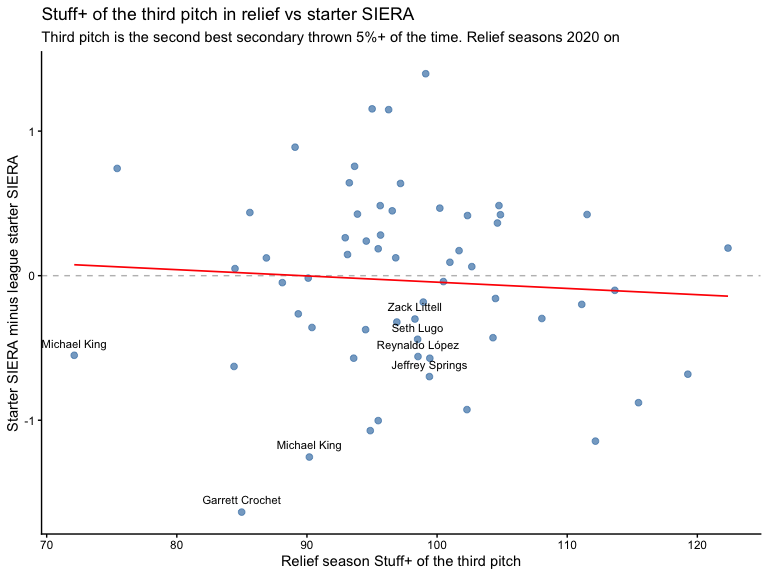 Stuff+ of the third pitch in relief vs starter SIERA
Third pitch is the second best secondary thrown 5%+ of the time. Relief seasons 2020 on
Starter SIERA minus league starter SIERA
1
0
-1
Zack Littell
Seth Lugo
Michael King
Reynaldo López
Jeffrey Springs
Michael King
Garrett Crochet
70
80
90
100
110
120
Relief season Stuff+ of the third pitch